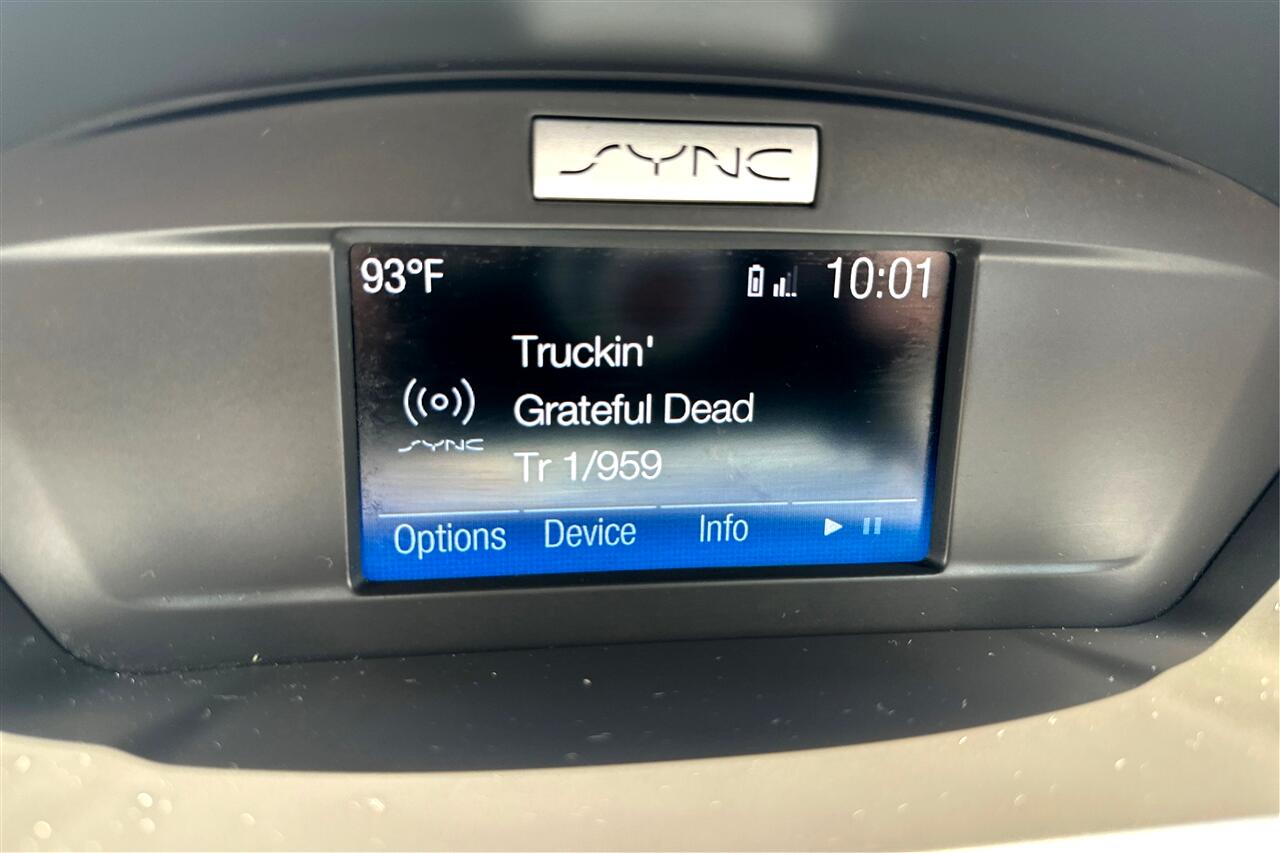 SYNC
93°F 10:01
Truckin'
Grateful Dead
SYNC
Tr 1/959
Options Device Info